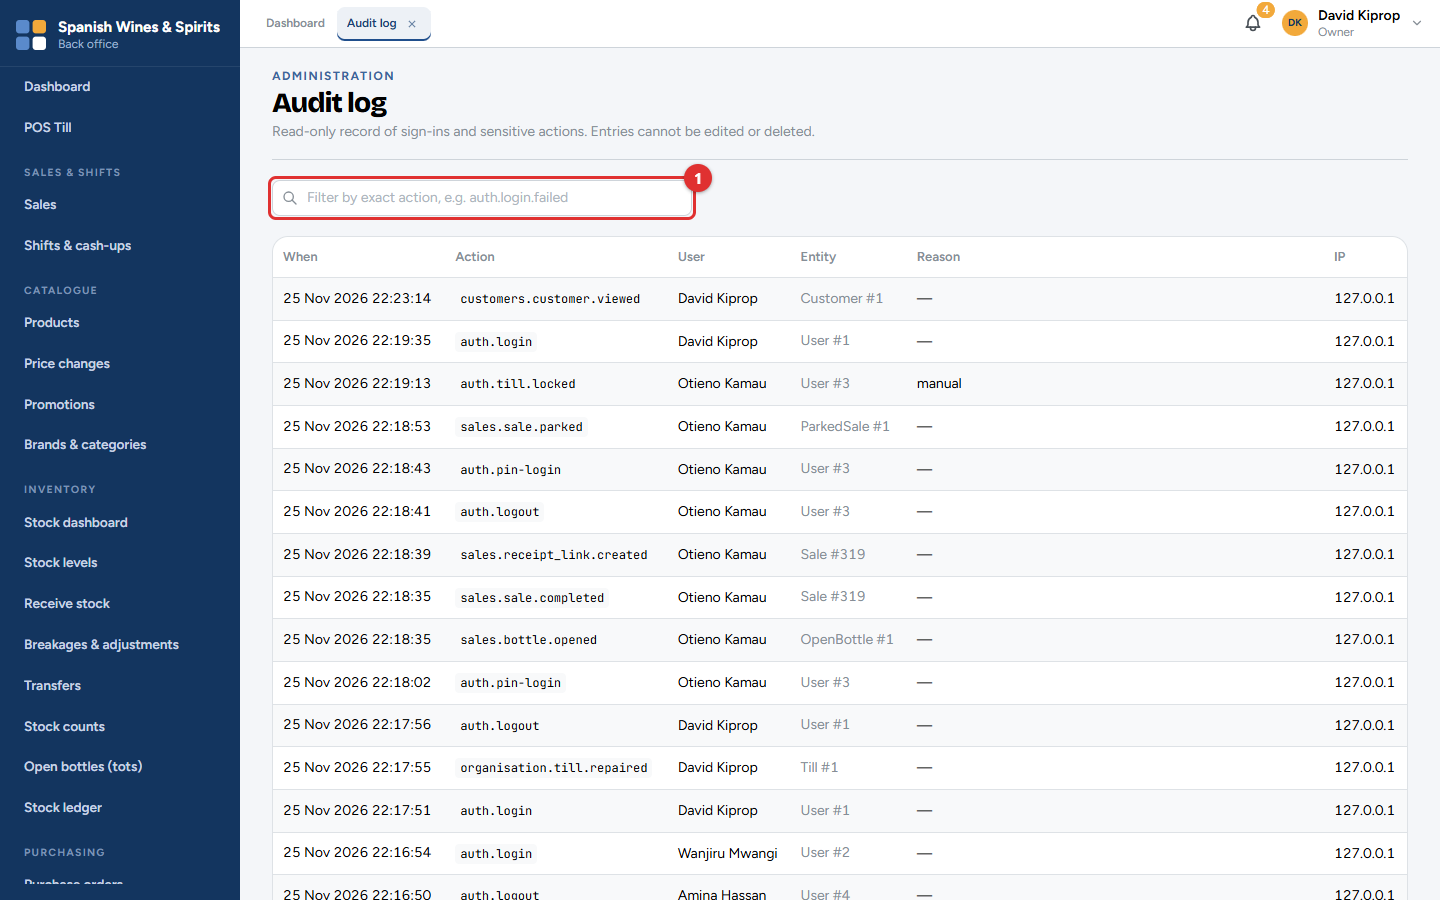 Spanish Wines & Spirits
Back office
Dashboard
POS Till
SALES & SHIFTS
Sales
Shifts & cash-ups
CATALOGUE
Products
Price changes
Promotions
Brands & categories
INVENTORY
Stock dashboard
Stock levels
Receive stock
Breakages & adjustments
Transfers
Stock counts
Open bottles (tots)
Stock ledger
PURCHASING
Purchase orders
Dashboard
Audit log
4
DK
David Kiprop
Owner
ADMINISTRATION
Audit log
Read-only record of sign-ins and sensitive actions. Entries cannot be edited or deleted.
1
Filter by exact action, e.g. auth.login.failed
When Action User Entity Reason IP
25 Nov 2026 22:23:14 customers.customer.viewed David Kiprop Customer #1 — 127.0.0.1
25 Nov 2026 22:19:35 auth.login David Kiprop User #1 — 127.0.0.1
25 Nov 2026 22:19:13 auth.till.locked Otieno Kamau User #3 manual 127.0.0.1
25 Nov 2026 22:18:53 sales.sale.parked Otieno Kamau ParkedSale #1 — 127.0.0.1
25 Nov 2026 22:18:43 auth.pin-login Otieno Kamau User #3 — 127.0.0.1
25 Nov 2026 22:18:41 auth.logout Otieno Kamau User #3 — 127.0.0.1
25 Nov 2026 22:18:39 sales.receipt_link.created Otieno Kamau Sale #319 — 127.0.0.1
25 Nov 2026 22:18:35 sales.sale.completed Otieno Kamau Sale #319 — 127.0.0.1
25 Nov 2026 22:18:35 sales.bottle.opened Otieno Kamau OpenBottle #1 — 127.0.0.1
25 Nov 2026 22:18:02 auth.pin-login Otieno Kamau User #3 — 127.0.0.1
25 Nov 2026 22:17:56 auth.logout David Kiprop User #1 — 127.0.0.1
25 Nov 2026 22:17:55 organisation.till.repaired David Kiprop Till #1 — 127.0.0.1
25 Nov 2026 22:17:51 auth.login David Kiprop User #1 — 127.0.0.1
25 Nov 2026 22:16:54 auth.login Wanjiru Mwangi User #2 — 127.0.0.1
25 Nov 2026 22:16:50 auth.logout Amina Hassan User #4 — 127.0.0.1